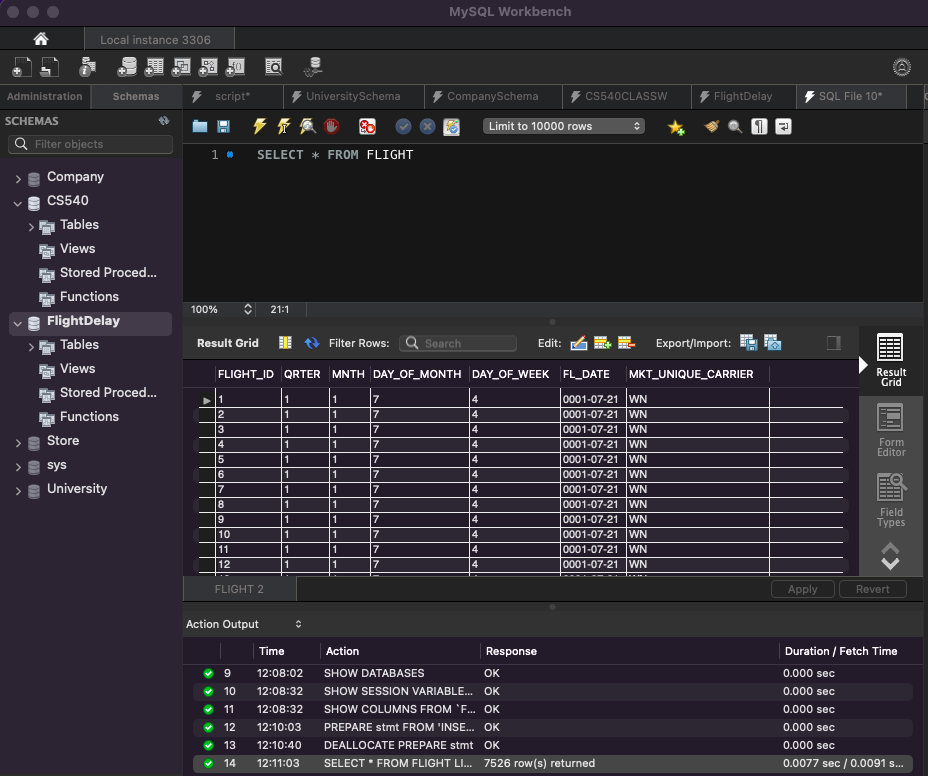 MySQL Workbench
Local instance 3306
Administration Schemas script* UniversitySchema CompanySchema CS540CLASSW FlightDelay SQL File 10*
SCHEMAS
Filter objects
Limit to 10000 rows
1 SELECT * FROM FLIGHT
Company
CS540
Tables
Views
Stored Proced...
Functions
FlightDelay
Tables
Views
Stored Proced...
Functions
Store
sys
University
100% 21:1
Result Grid Filter Rows: Search Edit: Export/Import:
FLIGHT_ID QRTER MNTH DAY_OF_MONTH DAY_OF_WEEK FL_DATE MKT_UNIQUE_CARRIER
1 1 1 7 4 0001-07-21 WN
2 1 1 7 4 0001-07-21 WN
3 1 1 7 4 0001-07-21 WN
4 1 1 7 4 0001-07-21 WN
5 1 1 7 4 0001-07-21 WN
6 1 1 7 4 0001-07-21 WN
7 1 1 7 4 0001-07-21 WN
8 1 1 7 4 0001-07-21 WN
9 1 1 7 4 0001-07-21 WN
10 1 1 7 4 0001-07-21 WN
11 1 1 7 4 0001-07-21 WN
12 1 1 7 4 0001-07-21 WN
Result
Grid
Form
Editor
Field
Types
FLIGHT 2 Apply Revert
Action Output
Time Action Response Duration / Fetch Time
9 12:08:02 SHOW DATABASES OK 0.000 sec
10 12:08:32 SHOW SESSION VARIABLE... OK 0.000 sec
11 12:08:32 SHOW COLUMNS FROM `F... OK 0.000 sec
12 12:10:03 PREPARE stmt FROM 'INSE... OK 0.000 sec
13 12:10:40 DEALLOCATE PREPARE stmt OK 0.000 sec
14 12:11:03 SELECT * FROM FLIGHT LI... 7526 row(s) returned 0.0077 sec / 0.0091 s...